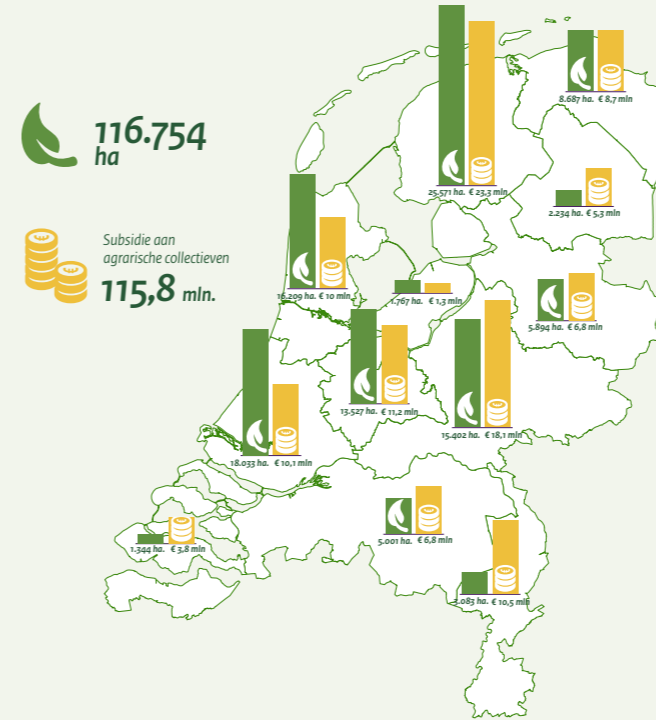 116.754
ha
Subsidie aan
agrarische collectieven
115,8 mln.
8.687 ha. € 8,7 mln
25.571 ha. € 23,3 mln
2.234 ha. € 5,3 mln
16.209 ha. € 10 mln
1.767 ha. € 1,3 mln
5.894 ha. € 6,8 mln
13.527 ha. € 11,2 mln
15.402 ha. € 18,1 mln
18.033 ha. € 10,1 mln
5.001 ha. € 6,8 mln
1.344 ha. € 3,8 mln
3.083 ha. € 10,5 mln